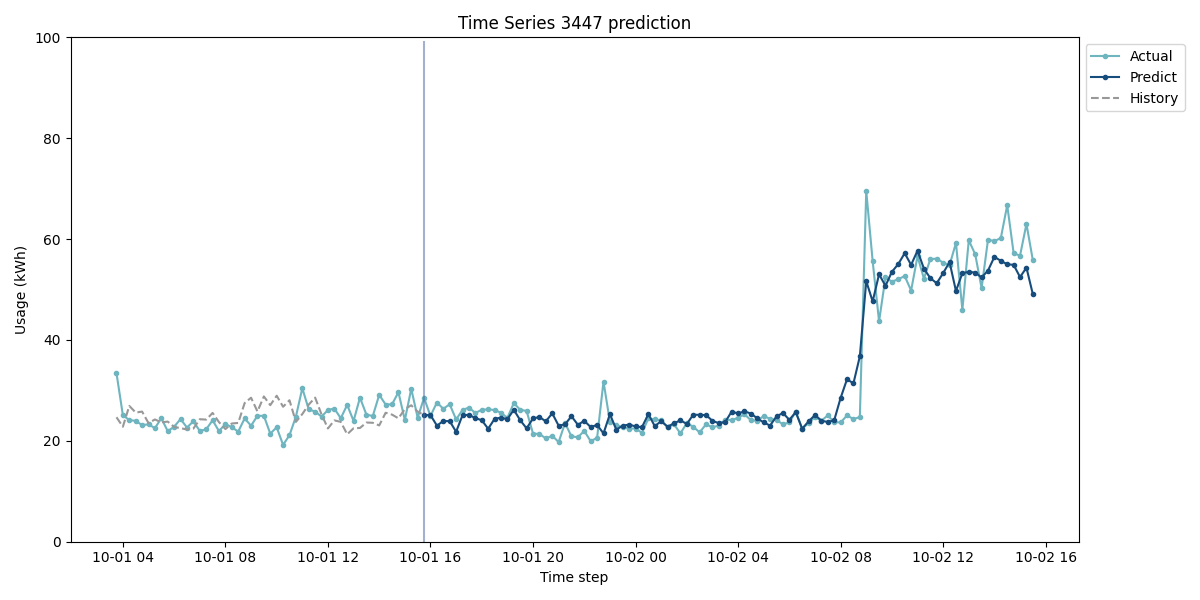 Time Series 3447 prediction
100
80
60
40
20
0
Usage (kWh)
10-01 04
10-01 08
10-01 12
10-01 16
10-01 20
10-02 00
10-02 04
10-02 08
10-02 12
10-02 16
Time step
Actual
Predict
History